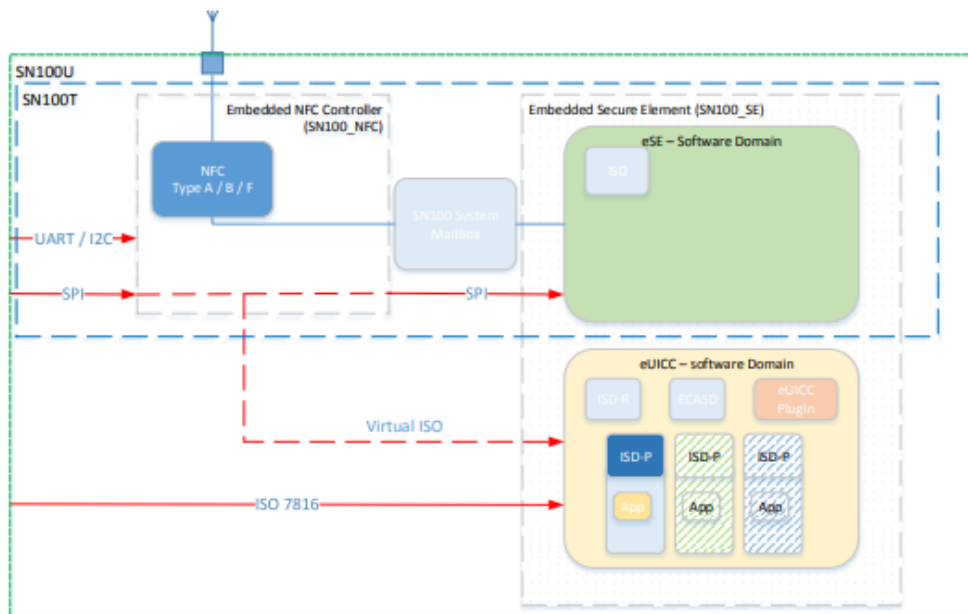 SN100U
SN100T
Embedded NFC Controller
(SN100_NFC)
Embedded Secure Element (SN100_SE)
eSE – Software Domain
ISD
NFC
Type A / B / F
SN100 System
MailBox
UART / I2C
SPI
SPI
eUICC – software Domain
ISD-R
ECASD
eUICC
Plugin
Virtual ISO
ISD-P
ISD-P
ISD-P
App
App
App
ISO 7816